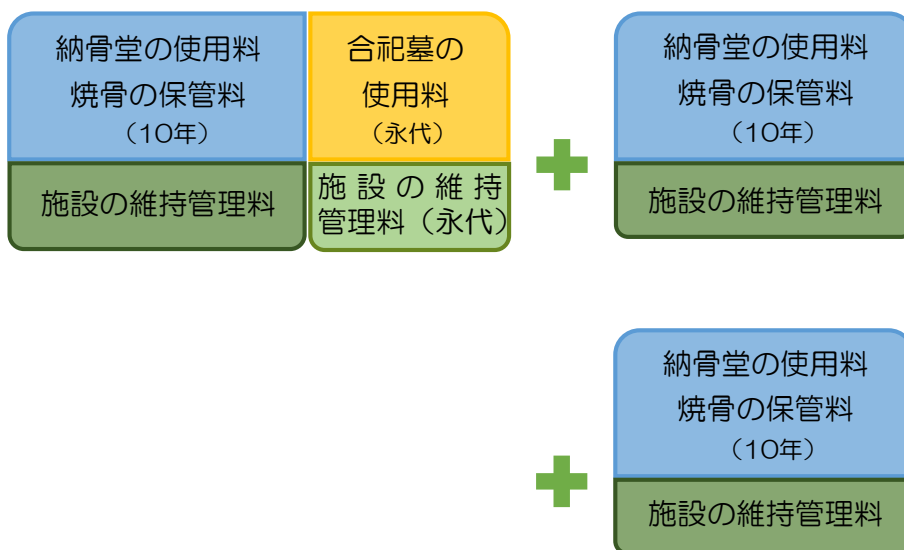 納骨堂の使用料
焼骨の保管料
（10年）
施設の維持管理料
合祀墓の
使用料
（永代）
施設の維持
管理料（永代）
納骨堂の使用料
焼骨の保管料
（10年）
施設の維持管理料
納骨堂の使用料
焼骨の保管料
（10年）
施設の維持管理料